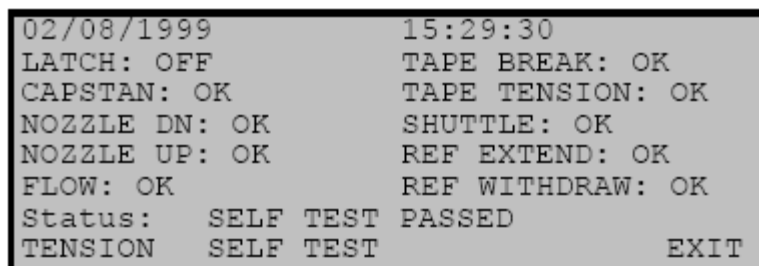 02/08/1999 15:29:30
LATCH: OFF TAPE BREAK: OK
CAPSTAN: OK TAPE TENSION: OK
NOZZLE DN: OK SHUTTLE: OK
NOZZLE UP: OK REF EXTEND: OK
FLOW: OK REF WITHDRAW: OK
Status: SELF TEST PASSED
TENSION SELF TEST EXIT